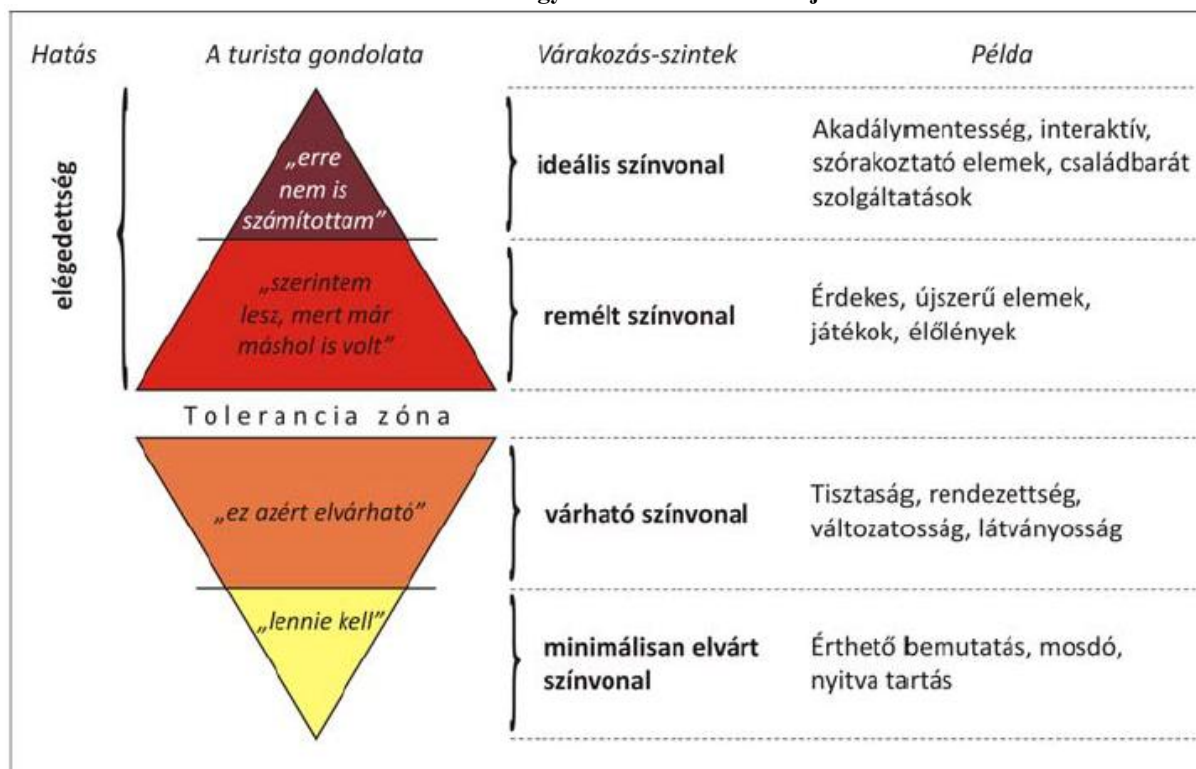 Hatás
A turista gondolata
Várakozás-szintek
Példa
elégedettség
„erre
nem is
számítottam”
ideális színvonal
Akadálymentesség, interaktív,
szórakoztató elemek, családbarát
szolgáltatások
„szerintem
lesz, mert már
máshol is volt”
remélt színvonal
Érdekes, újszerű elemek,
játékok, élőlények
Tolerancia zóna
„ez azért elvárható”
várható színvonal
Tisztaság, rendezettség,
változatosság, látványosság
„lennie kell”
minimálisan elvárt
színvonal
Érthető bemutatás, mosdó,
nyitva tartás